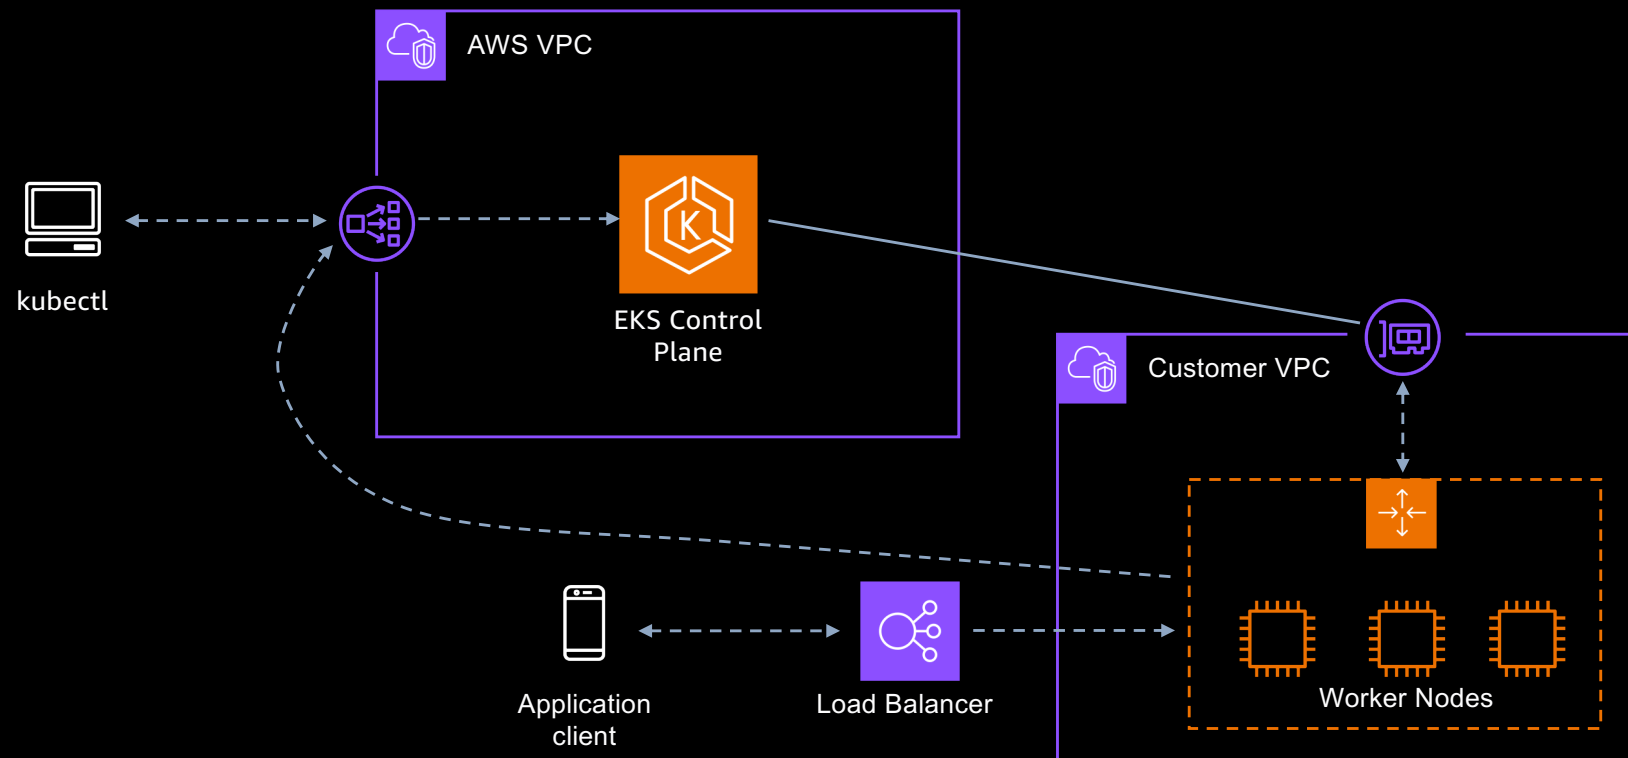 AWS VPC
K
kubectl
EKS Control
Plane
Customer VPC
Application
client
Load Balancer
Worker Nodes